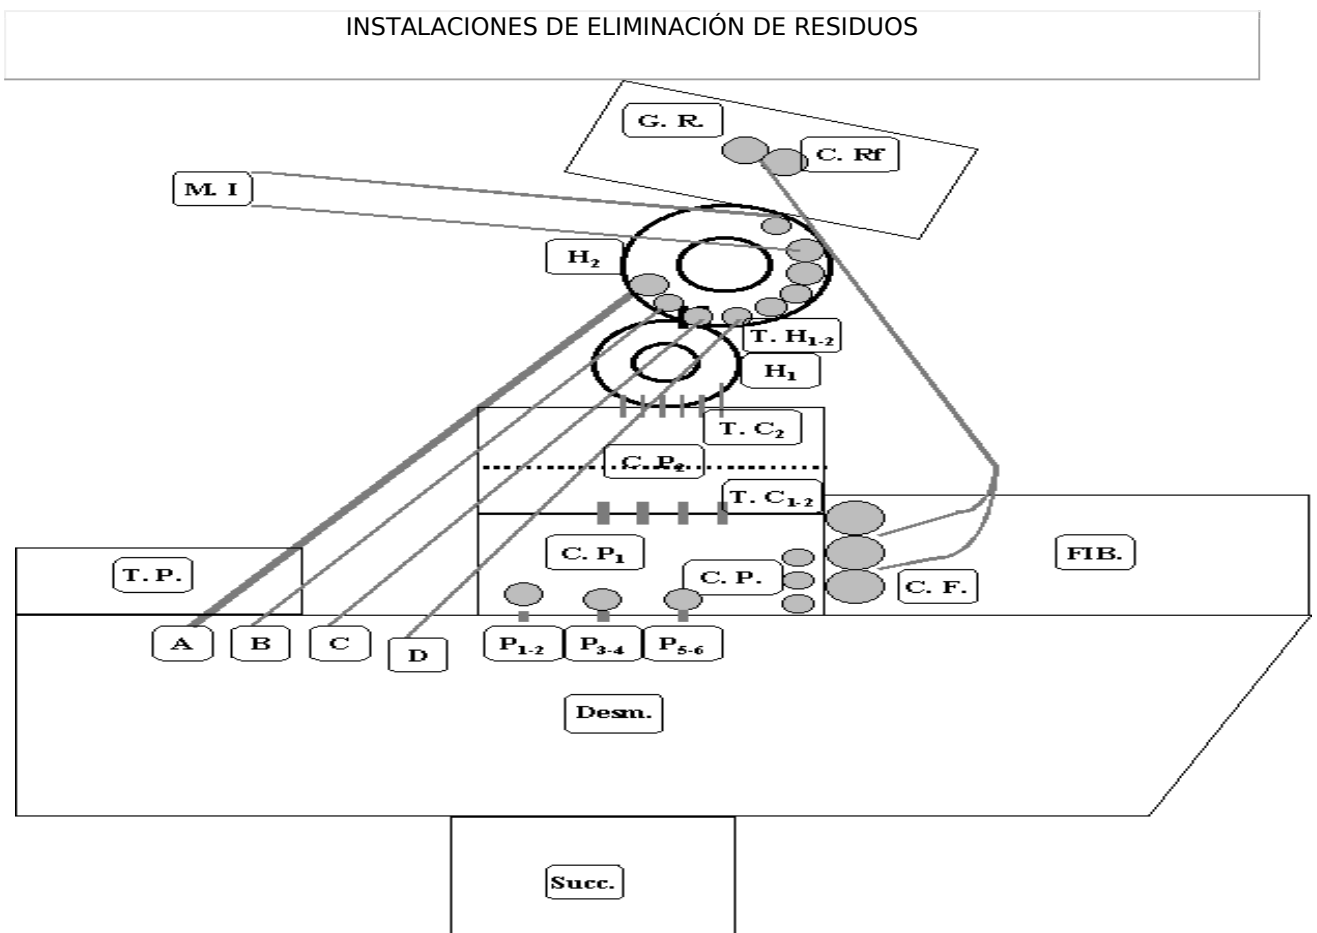 INSTALACIONES DE ELIMINACIÓN DE RESIDUOS
G. R.
C. Rf
M. I
H₂
T. H₁₋₂
H₁
T. C₂
C. P₂
T. C₁₋₂
C. P₁
FIB.
T. P.
C. P.
C. F.
A
B
C
D
P₁₋₂
P₃₋₄
P₅₋₆
Desm.
Succ.